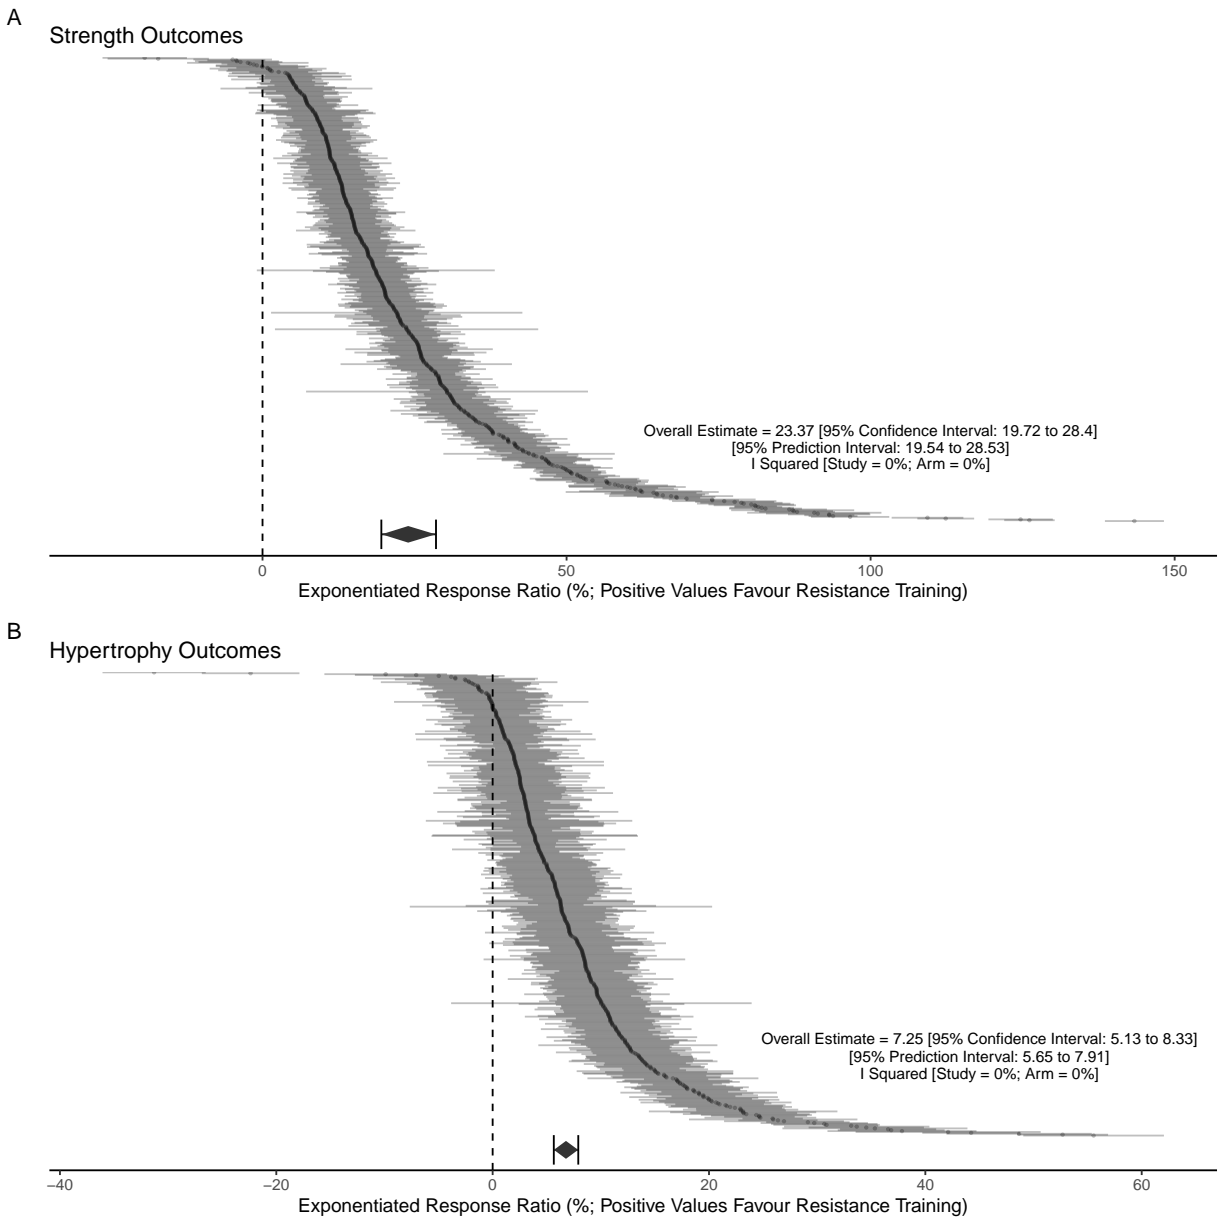 A
Strength Outcomes
Overall Estimate = 23.37 [95% Confidence Interval: 19.72 to 28.4]
[95% Prediction Interval: 19.54 to 28.53]
I Squared [Study = 0%; Arm = 0%]
0 50 100 150
Exponentiated Response Ratio (%; Positive Values Favour Resistance Training)
B
Hypertrophy Outcomes
Overall Estimate = 7.25 [95% Confidence Interval: 5.13 to 8.33]
[95% Prediction Interval: 5.65 to 7.91]
I Squared [Study = 0%; Arm = 0%]
−40 −20 0 20 40 60
Exponentiated Response Ratio (%; Positive Values Favour Resistance Training)